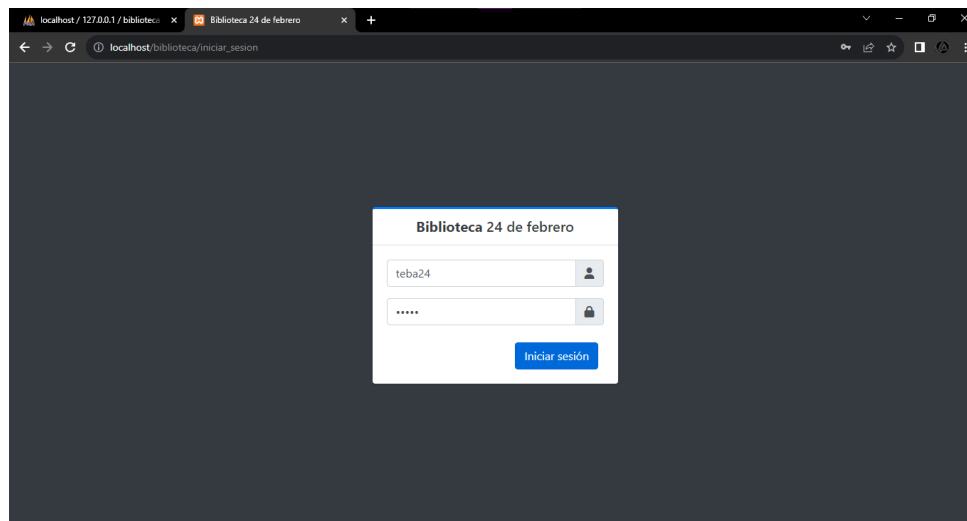 localhost / 127.0.0.1 / biblioteca
Biblioteca 24 de febrero
localhost/biblioteca/iniciar_sesion
Biblioteca 24 de febrero
teba24
•••••
Iniciar sesión